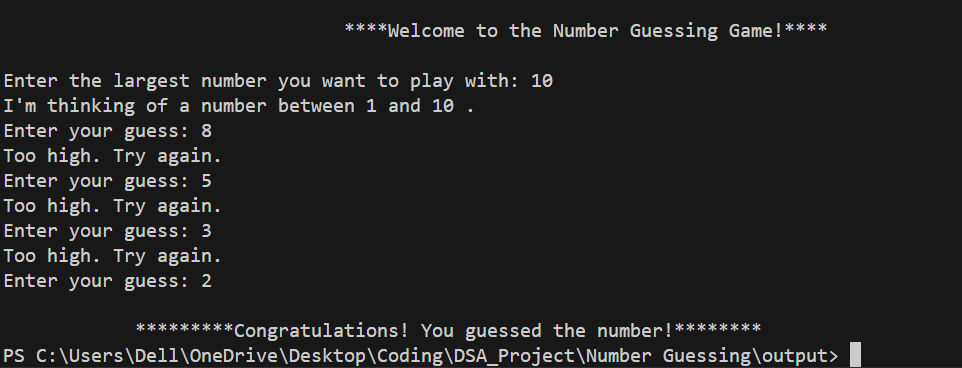 ****Welcome to the Number Guessing Game!****
Enter the largest number you want to play with: 10
I'm thinking of a number between 1 and 10 .
Enter your guess: 8
Too high. Try again.
Enter your guess: 5
Too high. Try again.
Enter your guess: 3
Too high. Try again.
Enter your guess: 2
*********Congratulations! You guessed the number!********
PS C:\Users\Dell\OneDrive\Desktop\Coding\DSA_Project\Number Guessing\output>